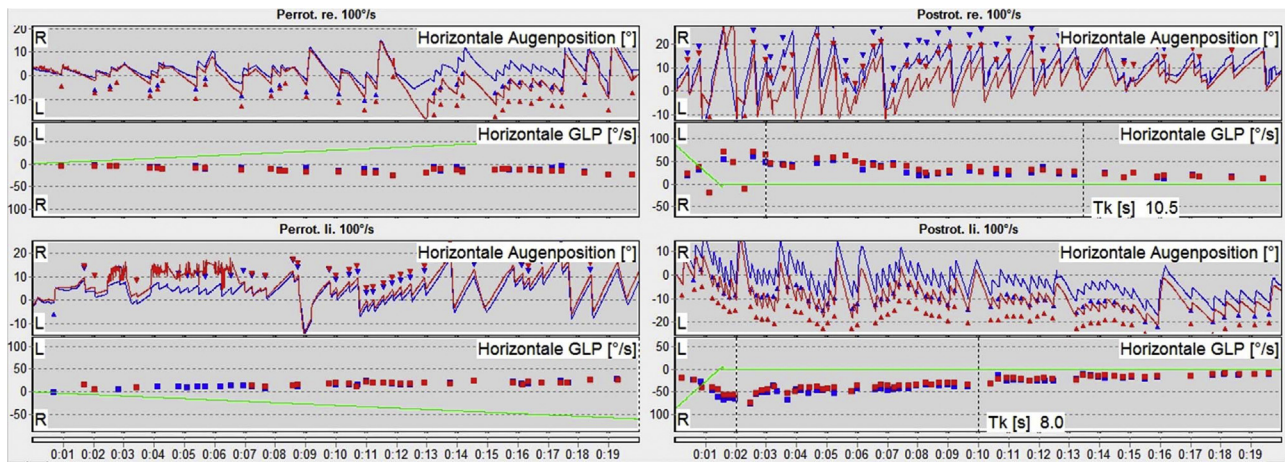 Perrot. re. 100°/s
20
10
0
-10
R
L
Horizontale Augenposition [°]
50
0
50
100
L
R
Horizontale GLP [°/s]
Postrot. re. 100°/s
20
10
0
-10
R
L
Horizontale Augenposition [°]
100
50
0
-50
L
R
Horizontale GLP [°/s]
Tk [s] 10.5
Perrot. li. 100°/s
20
10
0
-10
R
L
Horizontale Augenposition [°]
100
50
0
-50
L
R
Horizontale GLP [°/s]
0:01 0:02 0:03 0:04 0:05 0:06 0:07 0:08 0:09 0:10 0:11 0:12 0:13 0:14 0:15 0:16 0:17 0:18 0:19
Postrot. li. 100°/s
10
0
-10
-20
R
L
Horizontale Augenposition [°]
50
0
-50
100
L
R
Horizontale GLP [°/s]
Tk [s] 8.0
0:01 0:02 0:03 0:04 0:05 0:06 0:07 0:08 0:09 0:10 0:11 0:12 0:13 0:14 0:15 0:16 0:17 0:18 0:19